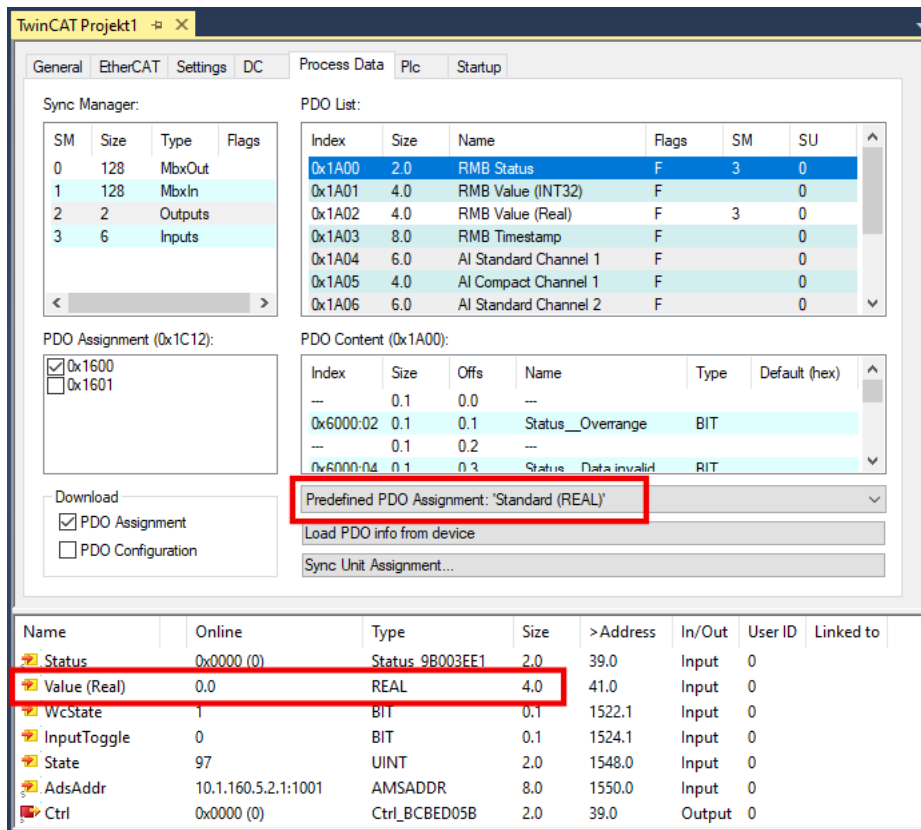 TwinCAT Projekt1
General EtherCAT Settings DC Process Data Plc Startup
Sync Manager:
SM Size Type Flags
0 128 MbxOut
1 128 MbxIn
2 2 Outputs
3 6 Inputs
PDO List:
Index Size Name Flags SM SU
0x1A00 2.0 RMB Status F 3 0
0x1A01 4.0 RMB Value (INT32) F 0
0x1A02 4.0 RMB Value (Real) F 3 0
0x1A03 8.0 RMB Timestamp F 0
0x1A04 6.0 AI Standard Channel 1 F 0
0x1A05 4.0 AI Compact Channel 1 F 0
0x1A06 6.0 AI Standard Channel 2 F 0
PDO Assignment (0x1C12):
0x1600
0x1601
PDO Content (0x1A00):
Index Size Offs Name Type Default (hex)
--- 0.1 0.0 ---
0x6000:02 0.1 0.1 Status__Overrange BIT
--- 0.1 0.2 ---
0x6000:04 0.1 0.3 Status__Data invalid BIT
Download
PDO Assignment
PDO Configuration
Predefined PDO Assignment: 'Standard (REAL)'
Load PDO info from device
Sync Unit Assignment...
Name Online Type Size >Address In/Out User ID Linked to
Status 0x0000 (0) Status_9B003EE1 2.0 39.0 Input 0
Value (Real) 0.0 REAL 4.0 41.0 Input 0
WcState 1 BIT 0.1 1522.1 Input 0
InputToggle 0 BIT 0.1 1524.1 Input 0
State 97 UINT 2.0 1548.0 Input 0
AdsAddr 10.1.160.5.2.1:1001 AMSADDR 8.0 1550.0 Input 0
Ctrl 0x0000 (0) Ctrl_BCBED05B 2.0 39.0 Output 0